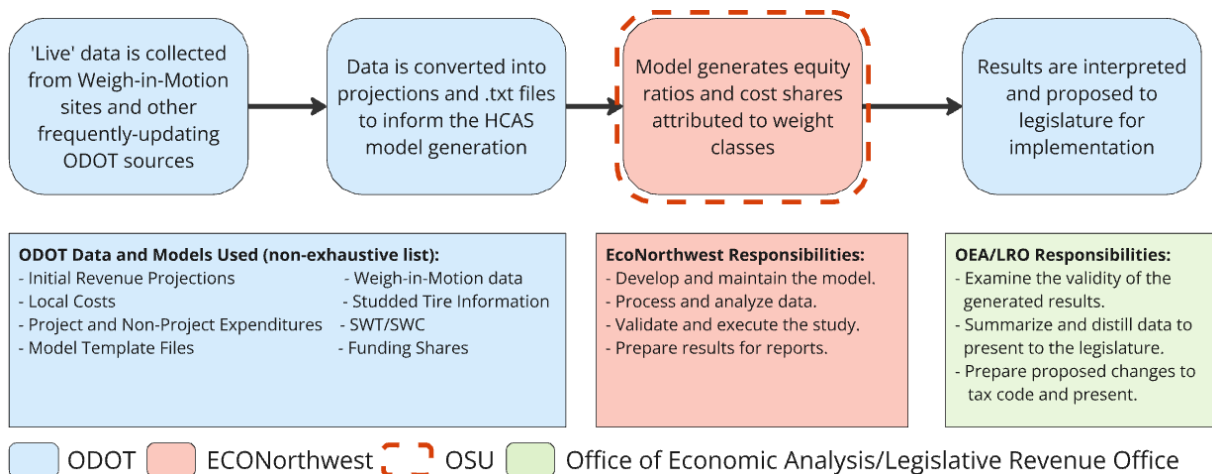 'Live' data is collected
from Weigh-in-Motion
sites and other
frequently-updating
ODOT sources
Data is converted into
projections and .txt files
to inform the HCAS
model generation
Model generates equity
ratios and cost shares
attributed to weight
classes
Results are interpreted
and proposed to
legislature for
implementation
ODOT Data and Models Used (non-exhaustive list):
- Initial Revenue Projections
- Local Costs
- Project and Non-Project Expenditures
- Model Template Files
- Weigh-in-Motion data
- Studded Tire Information
- SWT/SWC
- Funding Shares
EcoNorthwest Responsibilities:
- Develop and maintain the model.
- Process and analyze data.
- Validate and execute the study.
- Prepare results for reports.
OEA/LRO Responsibilities:
- Examine the validity of the
generated results.
- Summarize and distill data to
present to the legislature.
- Prepare proposed changes to
tax code and present.
ODOT
ECONorthwest
OSU
Office of Economic Analysis/Legislative Revenue Office